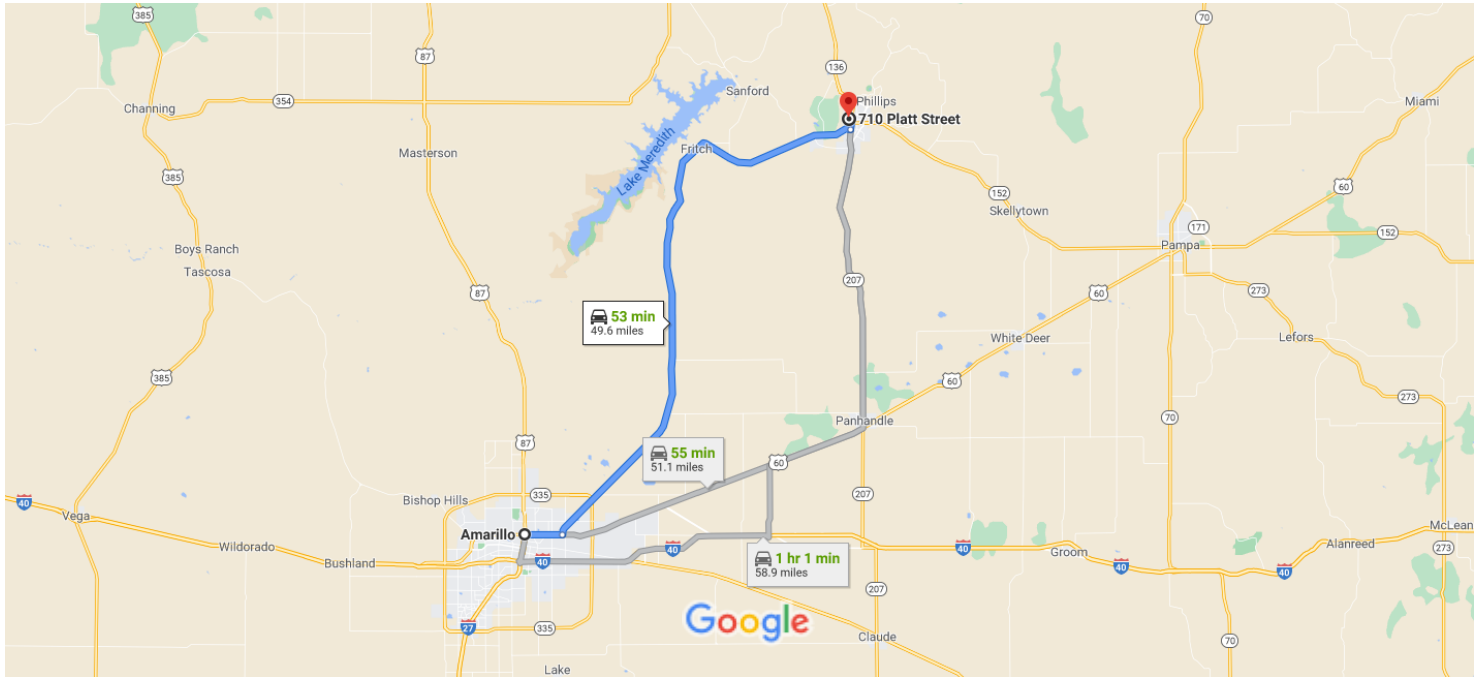 385
87
70
136
Sanford
Phillips
Channing
354
710 Platt Street
Miami
Masterson
Fritch
Lake Meredith
385
152
60
Skellytown
171
152
Boys Ranch
Pampa
Tascosa
207
87
60
273
53 min
49.6 miles
White Deer
Lefors
385
60
273
70
Panhandle
87
55 min
51.1 miles
60
Bishop Hills
335
207
40
Vega
Amarillo
McLean
Wildorado
40
1 hr 1 min
58.9 miles
40
Groom
Alanreed
273
Bushland
40
40
40
207
27
335
Google
Claude
70
Lake